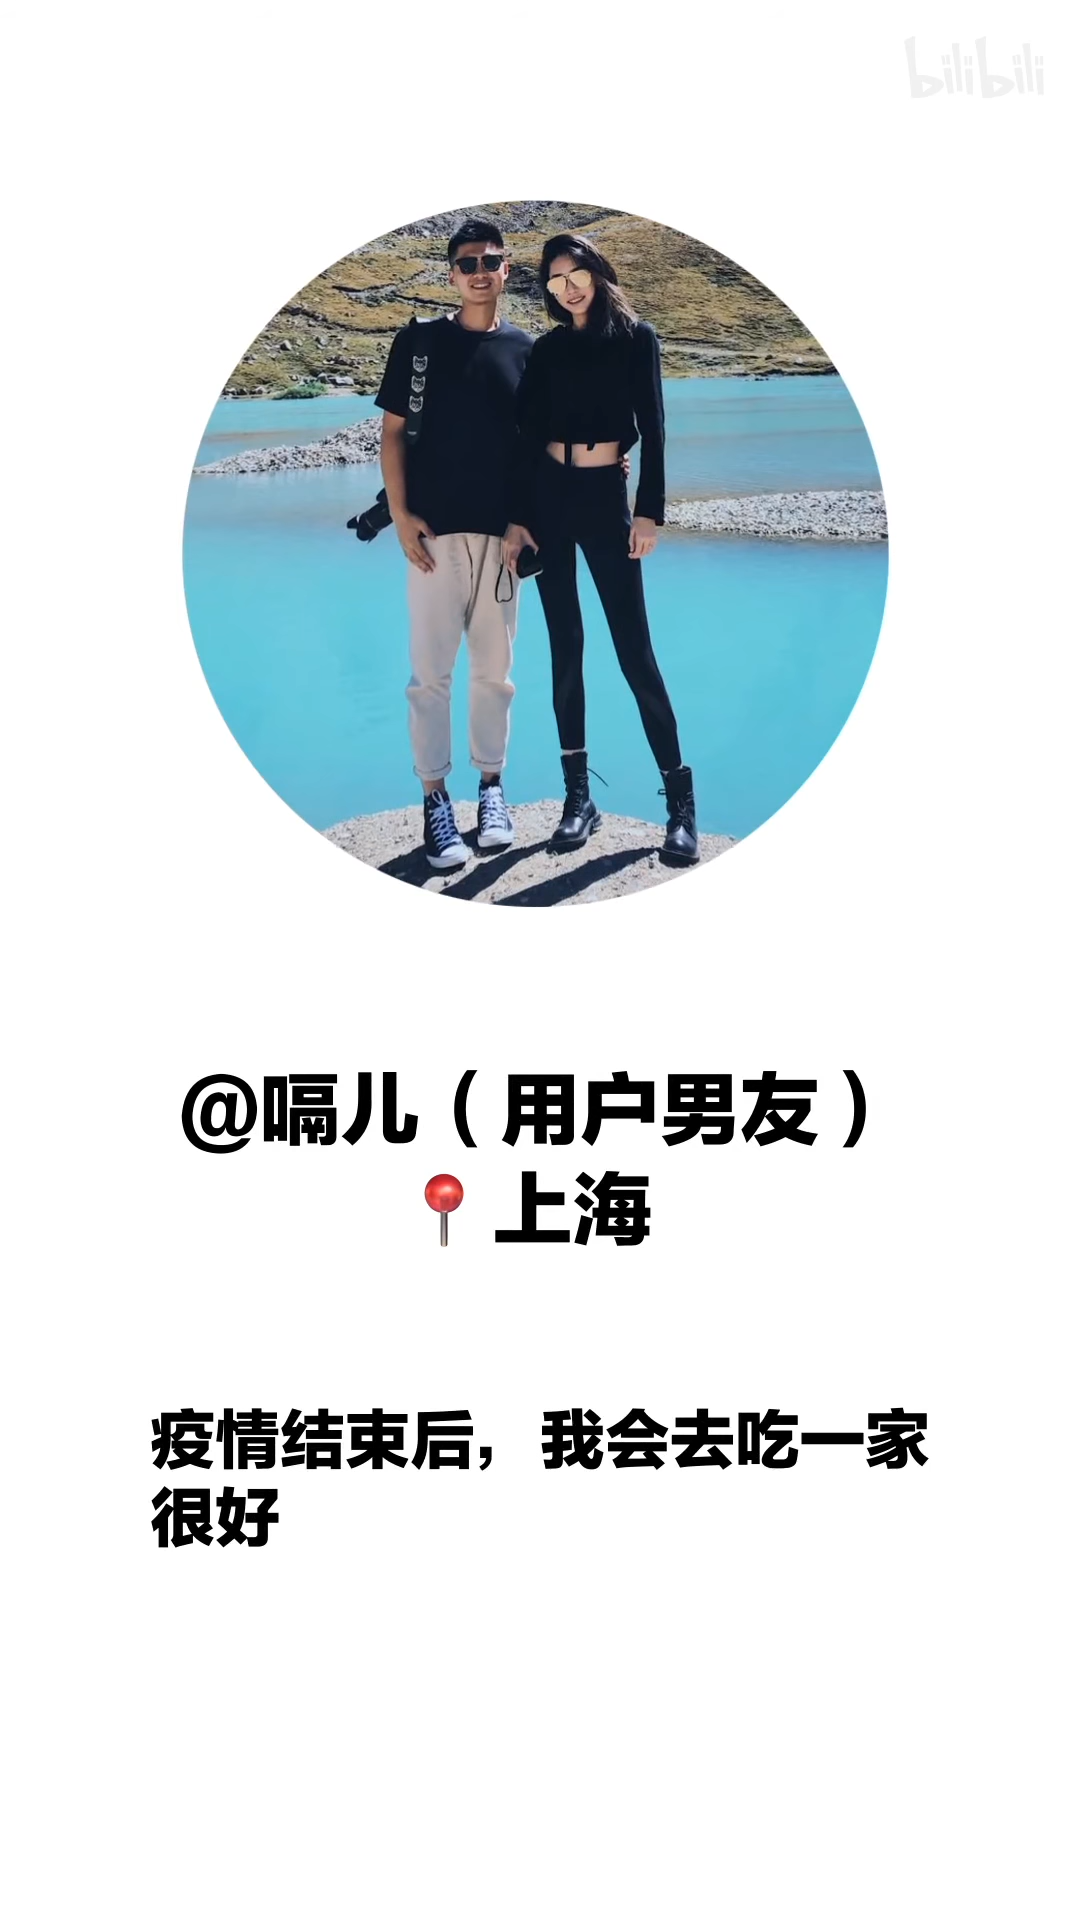 bilibili
@嗝儿（用户男友）
📍上海
疫情结束后，我会去吃一家
很好